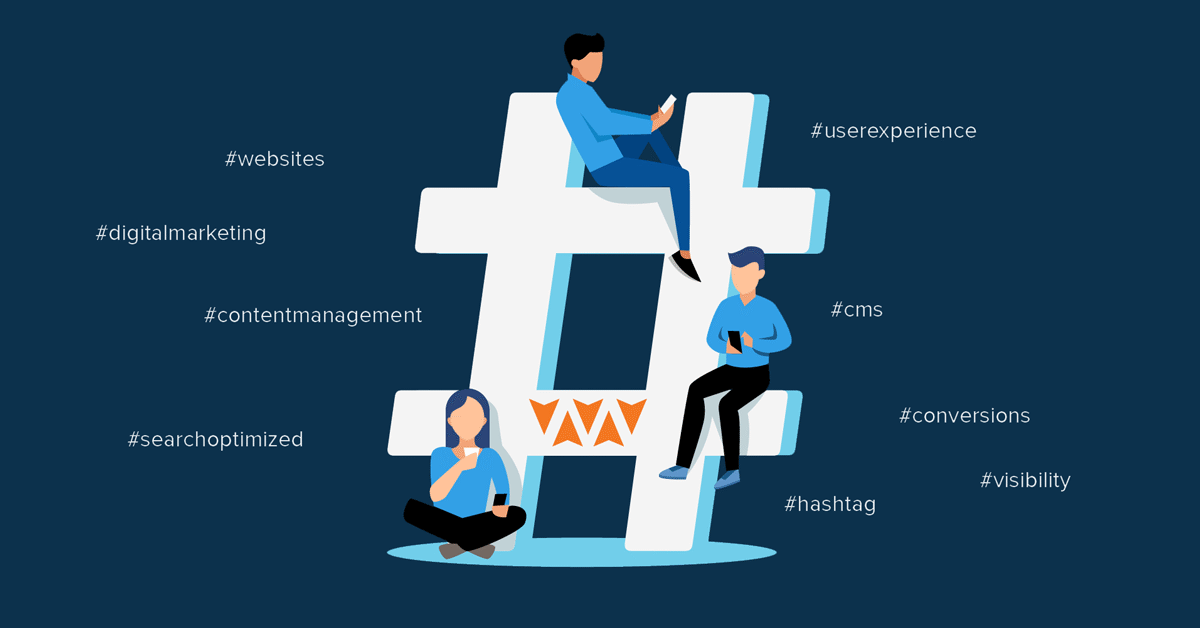 #userexperience
#websites
#digitalmarketing
#cms
#contentmanagement
#conversions
#searchoptimized
#visibility
#hashtag